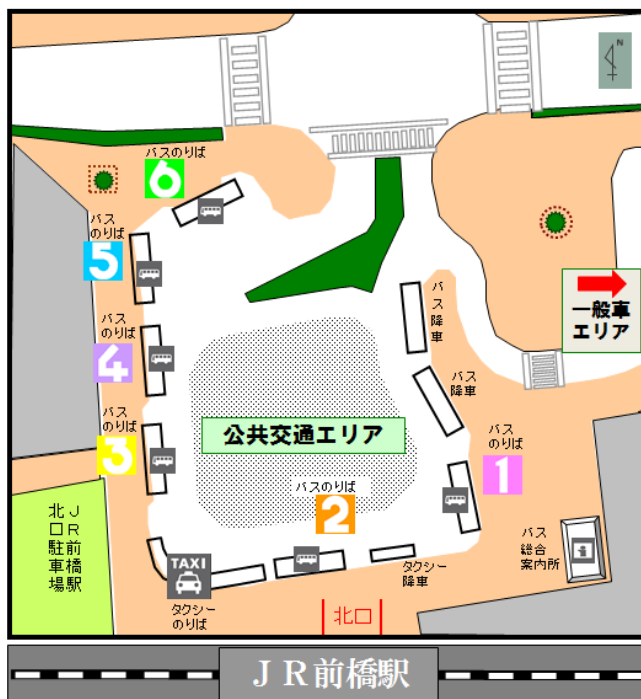 N
バスのりば
6
バス
のりば
5
バス
のりば
4
バス
のりば
3
バス降車
バス
降車
一般車
エリア
公共交通エリア
バス
のりば
1
バスのりば
2
TAXI
タクシー
のりば
タクシー
降車
バス
総合
案内所
i
JR前橋駅
北口駐車場
北口
JR前橋駅